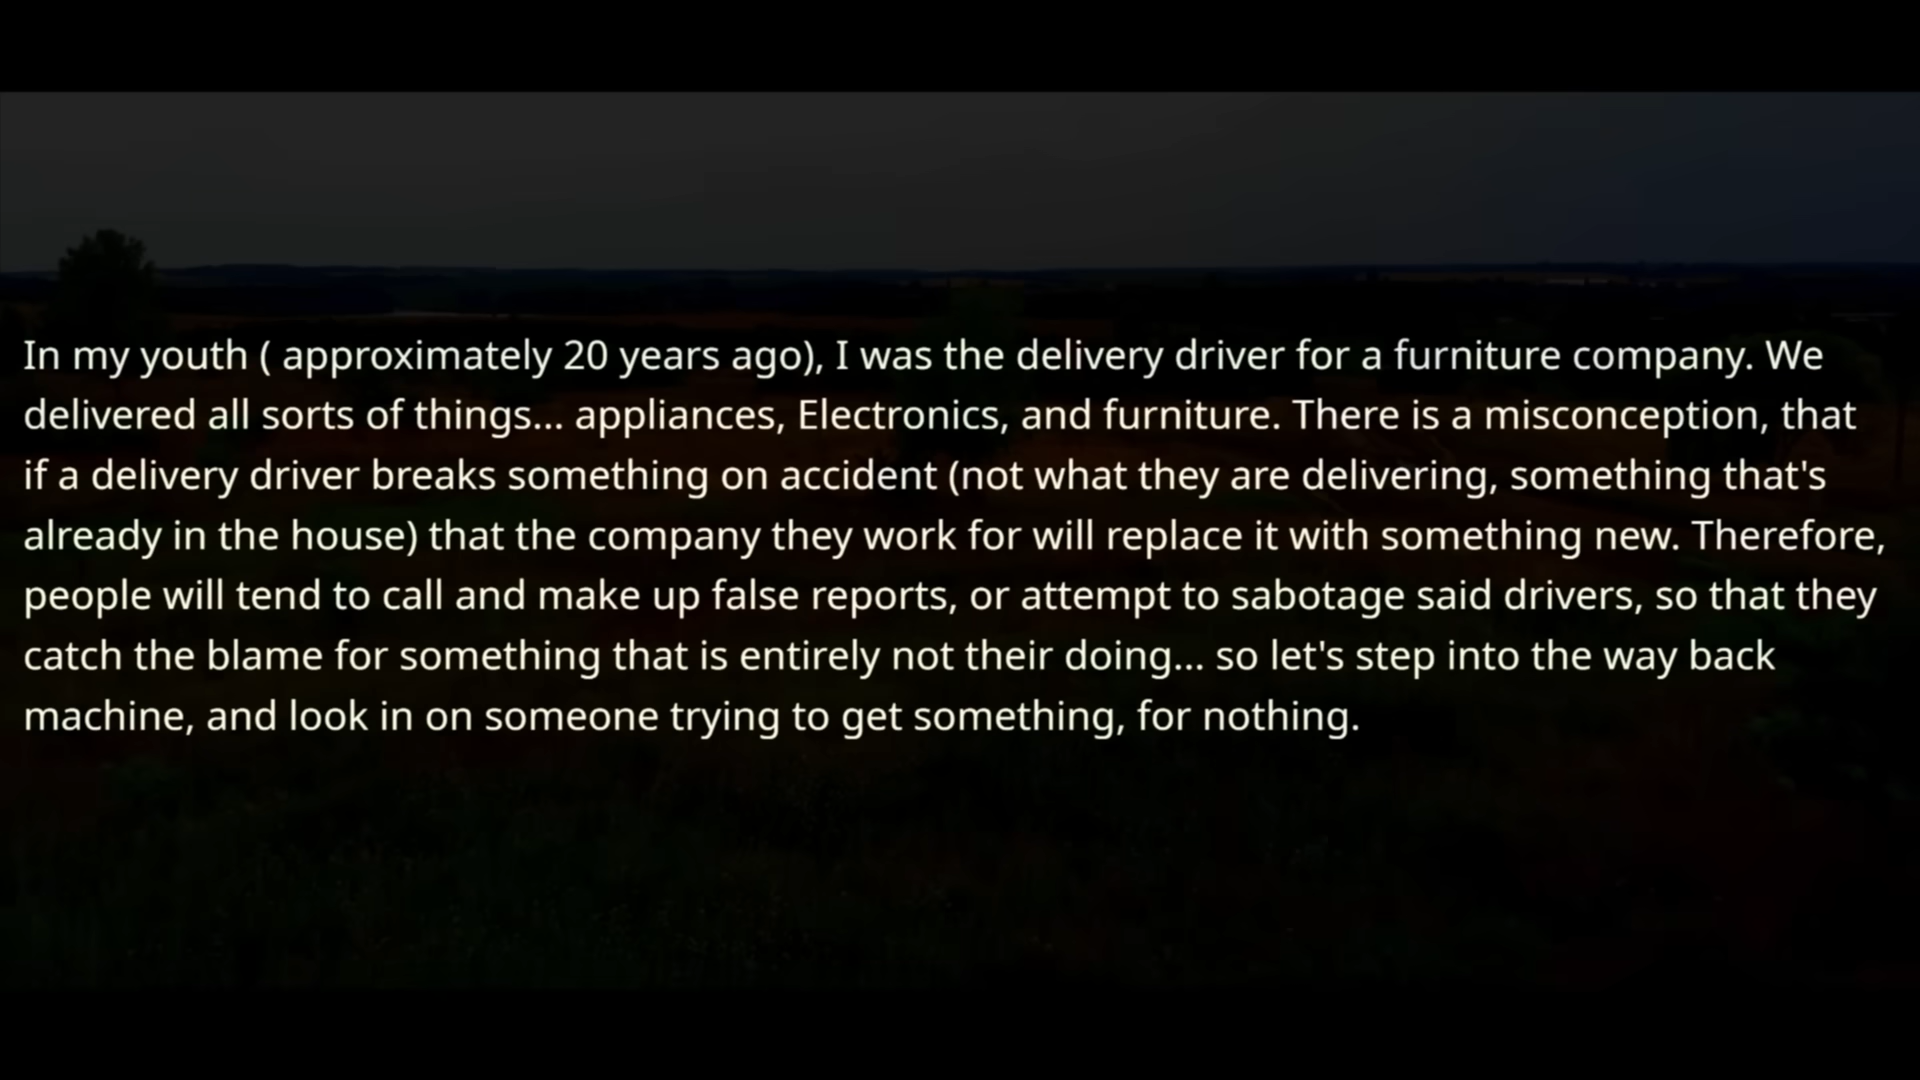 In my youth ( approximately 20 years ago), I was the delivery driver for a furniture company. We
delivered all sorts of things... appliances, Electronics, and furniture. There is a misconception, that
if a delivery driver breaks something on accident (not what they are delivering, something that's
already in the house) that the company they work for will replace it with something new. Therefore,
people will tend to call and make up false reports, or attempt to sabotage said drivers, so that they
catch the blame for something that is entirely not their doing... so let's step into the way back
machine, and look in on someone trying to get something, for nothing.